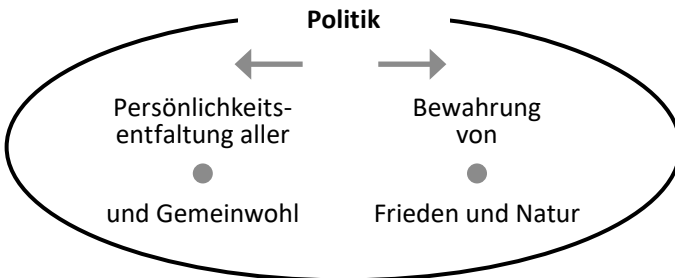 Politik
Persönlichkeits-
entfaltung aller
und Gemeinwohl
Bewahrung
von
Frieden und Natur